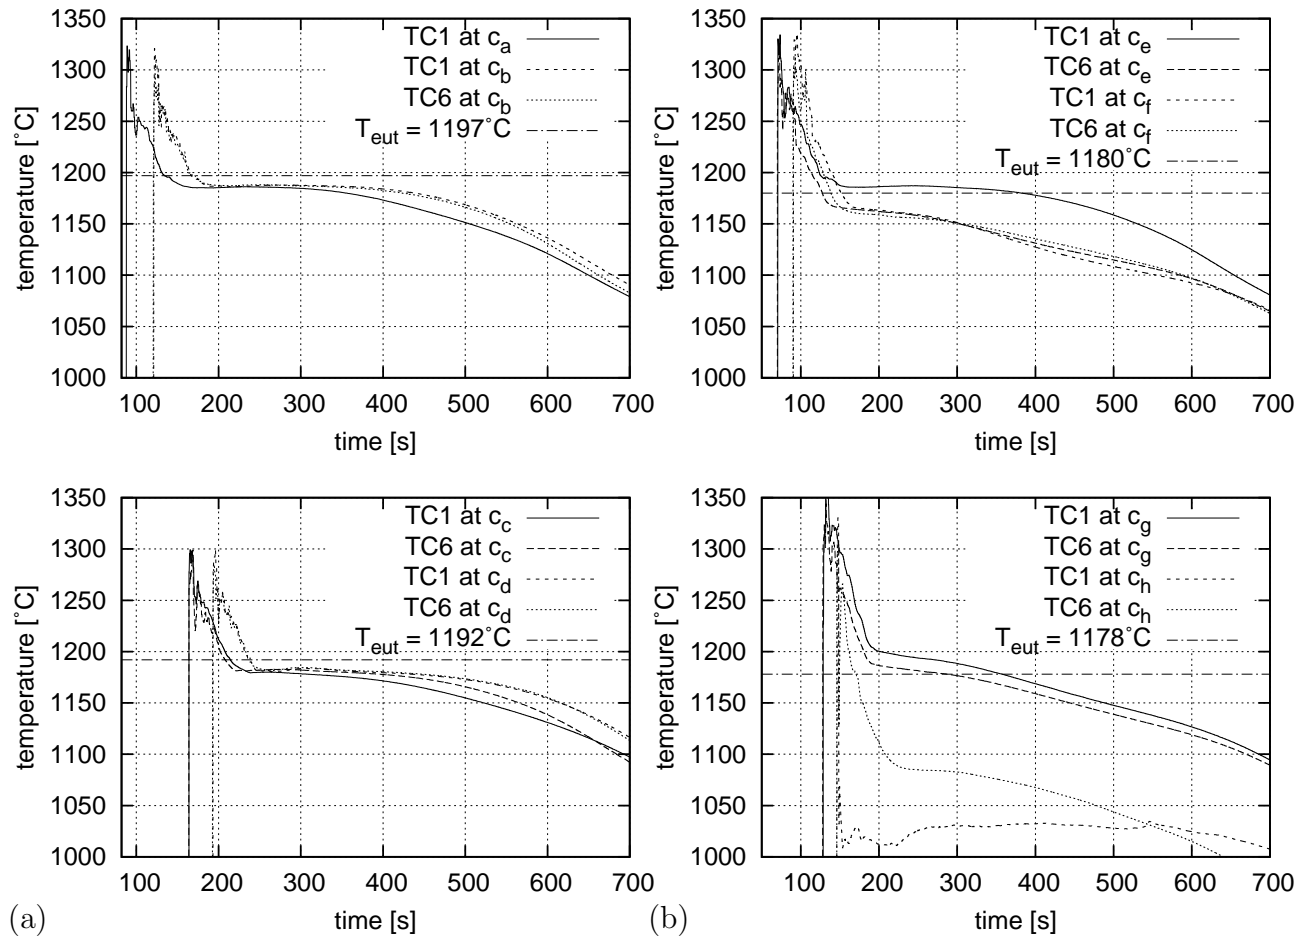 1350
1300
1250
1200
1150
1100
1050
1000
temperature [°C]
100 200 300 400 500 600 700
time [s]
TC1 at c_a
TC1 at c_b
TC6 at c_b
T_eut = 1197°C
1350
1300
1250
1200
1150
1100
1050
1000
temperature [°C]
100 200 300 400 500 600 700
time [s]
TC1 at c_e
TC6 at c_e
TC1 at c_f
TC6 at c_f
T_eut = 1180°C
1350
1300
1250
1200
1150
1100
1050
1000
temperature [°C]
100 200 300 400 500 600 700
time [s]
TC1 at c_c
TC6 at c_c
TC1 at c_d
TC6 at c_d
T_eut = 1192°C
(a)
1350
1300
1250
1200
1150
1100
1050
1000
temperature [°C]
100 200 300 400 500 600 700
time [s]
TC1 at c_g
TC6 at c_g
TC1 at c_h
TC6 at c_h
T_eut = 1178°C
(b)